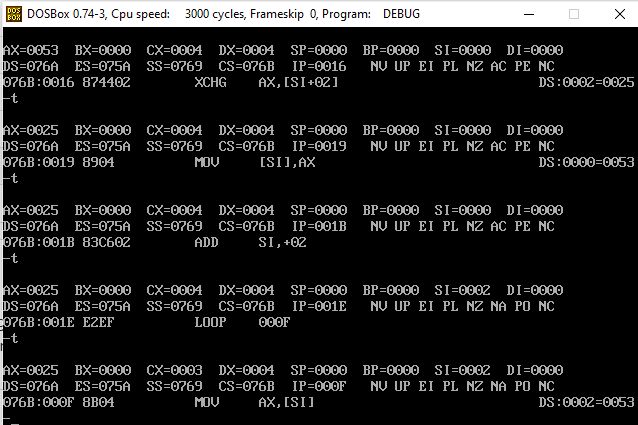 DOSBox 0.74-3, Cpu speed: 3000 cycles, Frameskip 0, Program: DEBUG
AX=0053 BX=0000 CX=0004 DX=0004 SP=0000 BP=0000 SI=0000 DI=0000
DS=076A ES=075A SS=0769 CS=076B IP=0016 NV UP EI PL NZ AC PE NC
076B:0016 874402 XCHG AX,[SI+02] DS:0002=0025
-t
AX=0025 BX=0000 CX=0004 DX=0004 SP=0000 BP=0000 SI=0000 DI=0000
DS=076A ES=075A SS=0769 CS=076B IP=0019 NV UP EI PL NZ AC PE NC
076B:0019 8904 MOV [SI],AX DS:0000=0053
-t
AX=0025 BX=0000 CX=0004 DX=0004 SP=0000 BP=0000 SI=0000 DI=0000
DS=076A ES=075A SS=0769 CS=076B IP=001B NV UP EI PL NZ AC PE NC
076B:001B 83C602 ADD SI,+02
-t
AX=0025 BX=0000 CX=0004 DX=0004 SP=0000 BP=0000 SI=0002 DI=0000
DS=076A ES=075A SS=0769 CS=076B IP=001E NV UP EI PL NZ NA PO NC
076B:001E E2EF LOOP 000F
-t
AX=0025 BX=0000 CX=0003 DX=0004 SP=0000 BP=0000 SI=0002 DI=0000
DS=076A ES=075A SS=0769 CS=076B IP=000F NV UP EI PL NZ NA PO NC
076B:000F 8B04 MOV AX,[SI] DS:0002=0053
-